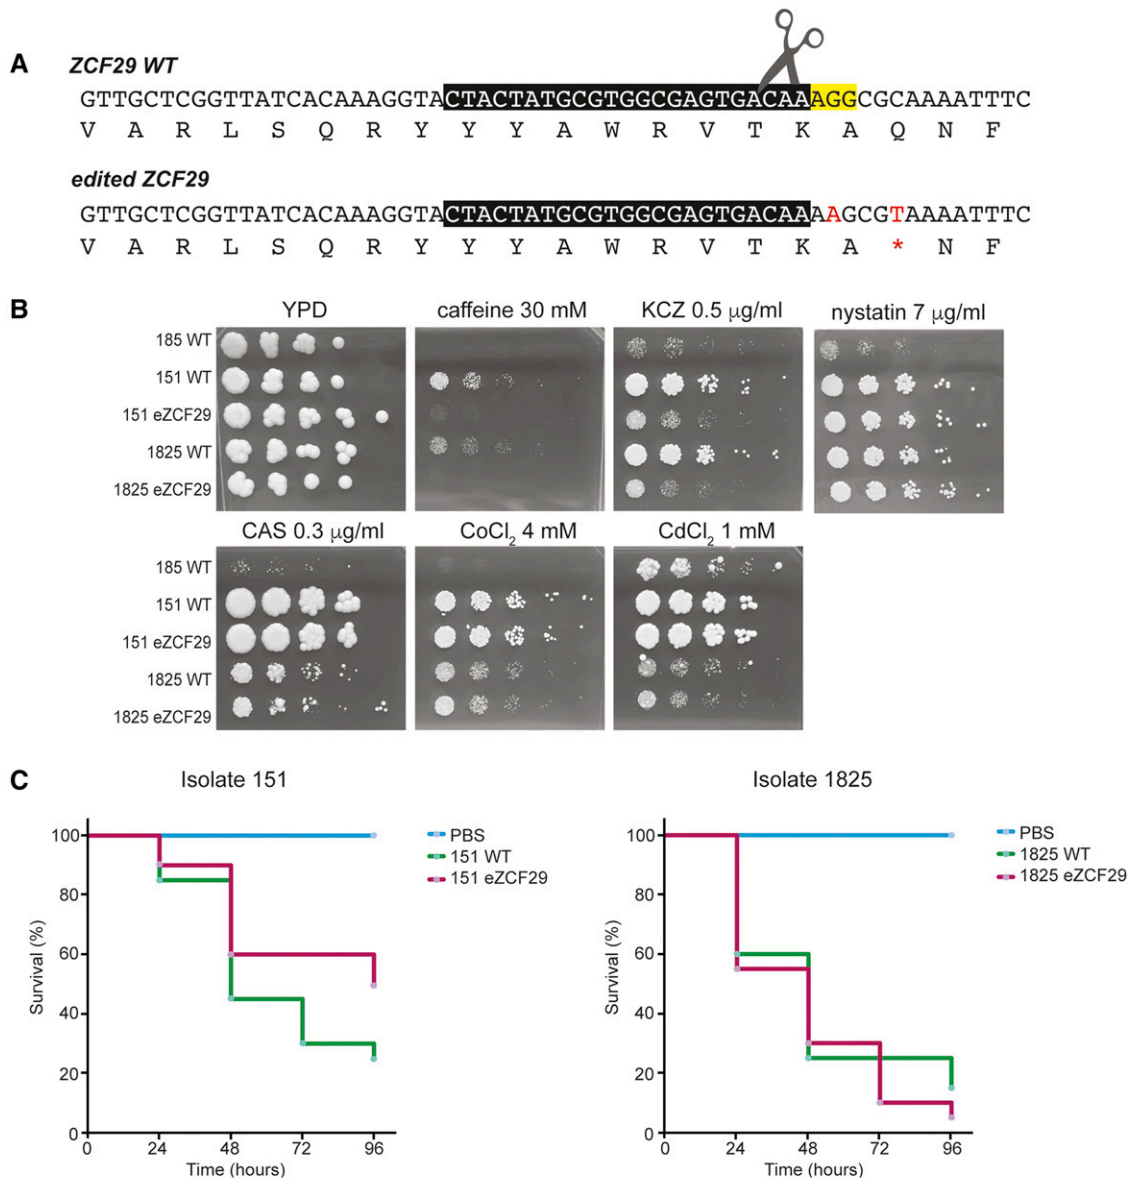 A
ZCF29 WT
GTTGCTCGGTTATCACAAAGGTACTACTATGCGTGGCGAGTGACAAAGGCGCAAAATTTC
V A R L S Q R Y Y Y A W R V T K A Q N F
edited ZCF29
GTTGCTCGGTTATCACAAAGGTACTACTATGCGTGGCGAGTGACAAAAGCGTAAAATTTC
V A R L S Q R Y Y Y A W R V T K A * N F
B
YPD caffeine 30 mM KCZ 0.5 μg/ml nystatin 7 μg/ml
185 WT
151 WT
151 eZCF29
1825 WT
1825 eZCF29
CAS 0.3 μg/ml CoCl₂ 4 mM CdCl₂ 1 mM
185 WT
151 WT
151 eZCF29
1825 WT
1825 eZCF29
C
Isolate 151
Survival (%)
100
80
60
40
20
0
0 24 48 72 96
Time (hours)
PBS
151 WT
151 eZCF29
Isolate 1825
Survival (%)
100
80
60
40
20
0
0 24 48 72 96
Time (hours)
PBS
1825 WT
1825 eZCF29